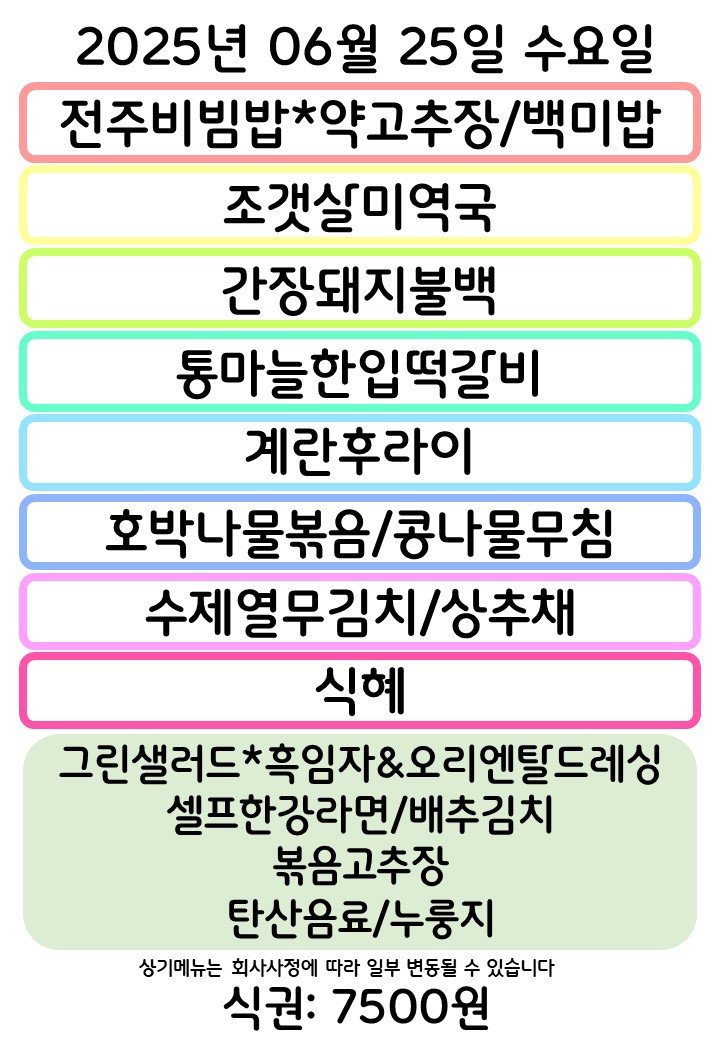 2025년 06월 25일 수요일
전주비빔밥*약고추장/백미밥
조갯살미역국
간장돼지불백
통마늘한입떡갈비
계란후라이
호박나물볶음/콩나물무침
수제열무김치/상추채
식혜
그린샐러드*흑임자&오리엔탈드레싱
셀프한강라면/배추김치
볶음고추장
탄산음료/누룽지
상기메뉴는 회사사정에 따라 일부 변동될 수 있습니다
식권: 7500원